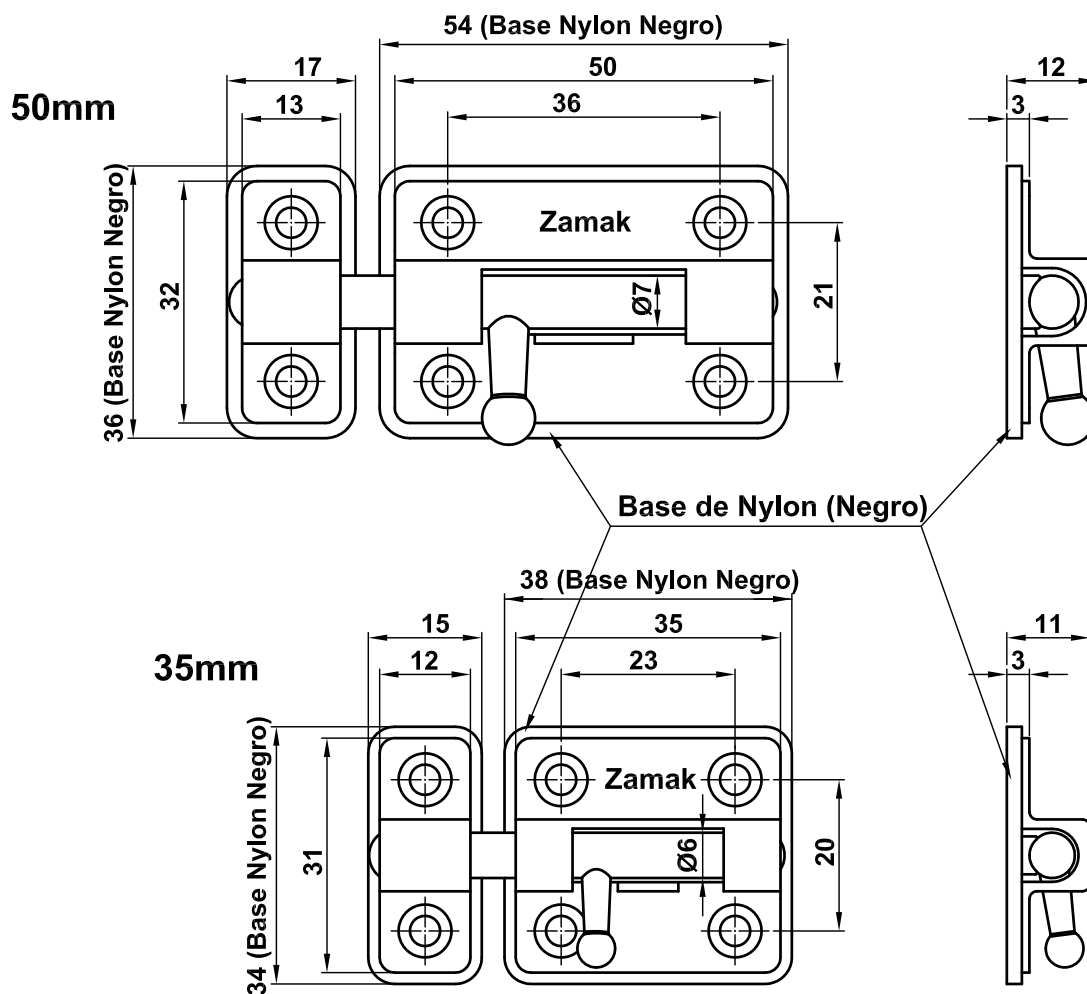 54 (Base Nylon Negro)
17
50
12
50mm
13
36
3
36 (Base Nylon Negro)
Zamak
32
Ø7
21
Base de Nylon (Negro)
38 (Base Nylon Negro)
15
35
11
35mm
12
23
3
34 (Base Nylon Negro)
Zamak
31
Ø6
20